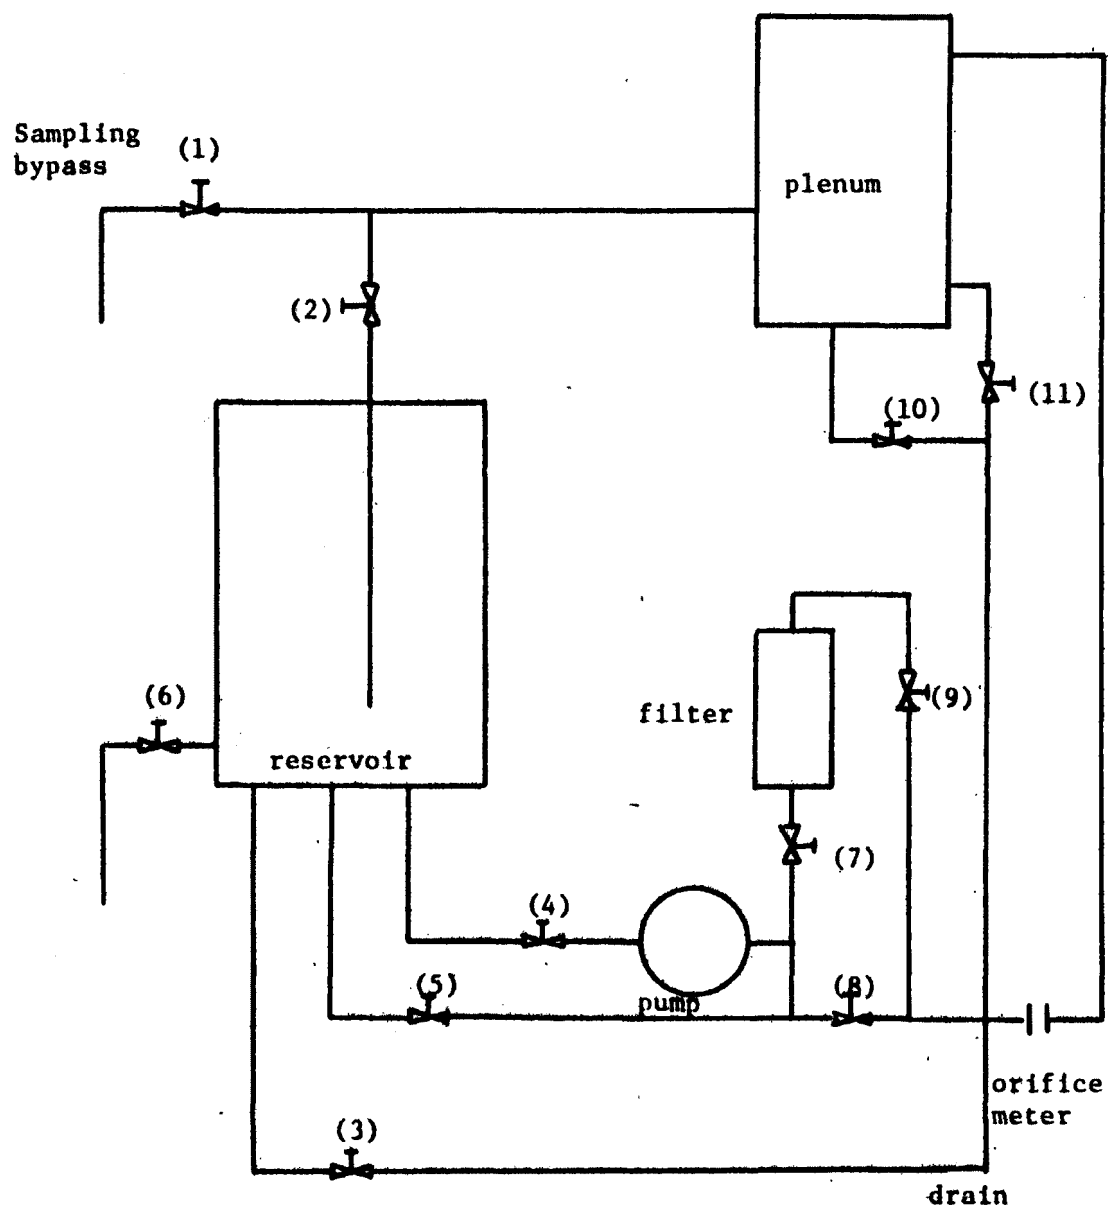 Sampling
bypass
(1)
plenum
(2)
(11)
(10)
(6)
filter
(9)
reservoir
(7)
(4)
(5)
pump
(8)
orifice
meter
(3)
drain